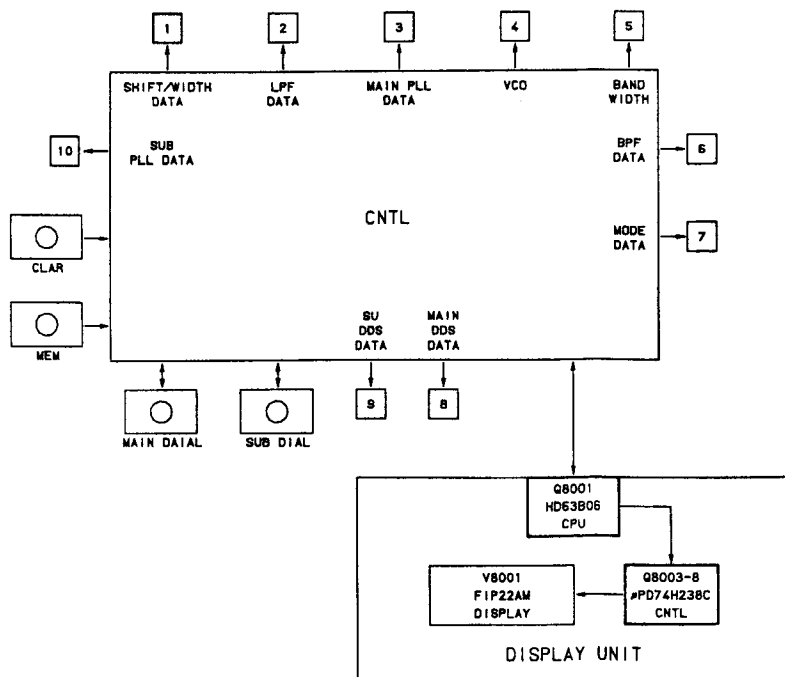 1 2 3 4 5
SHIFT/WIDTH DATA
LPF DATA
MAIN PLL DATA
VCO
BAND WIDTH
10
SUB PLL DATA
BPF DATA
6
CNTL
MODE DATA
7
CLAR
MEM
SU DDS DATA
MAIN DDS DATA
MAIN DAIAL
SUB DIAL
9
8
Q8001
HD63B06
CPU
V8001
FIP22AM
DISPLAY
Q8003-8
μPD74H238C
CNTL
DISPLAY UNIT